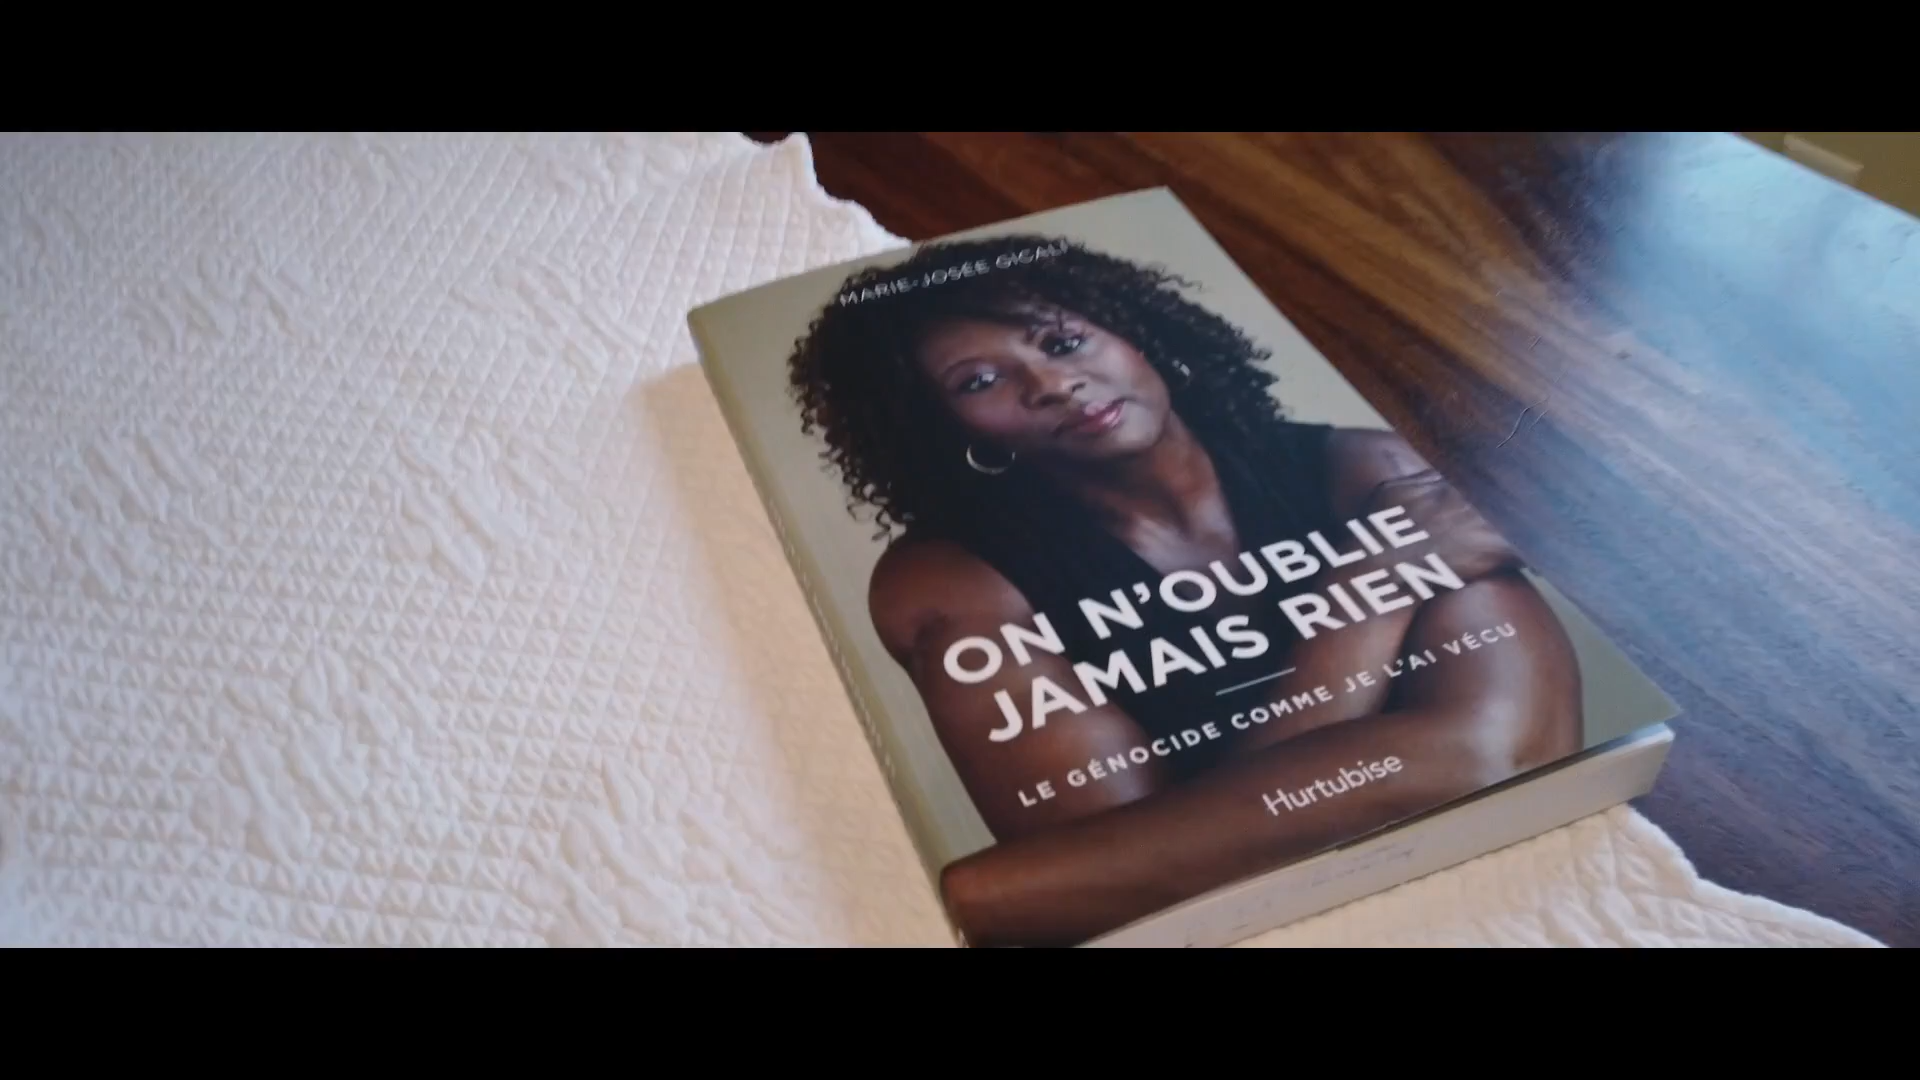 MARIE-JOSÉE GICALI
ON N'OUBLIE
JAMAIS RIEN
LE GÉNOCIDE COMME JE L'AI VÉCU
Hurtubise